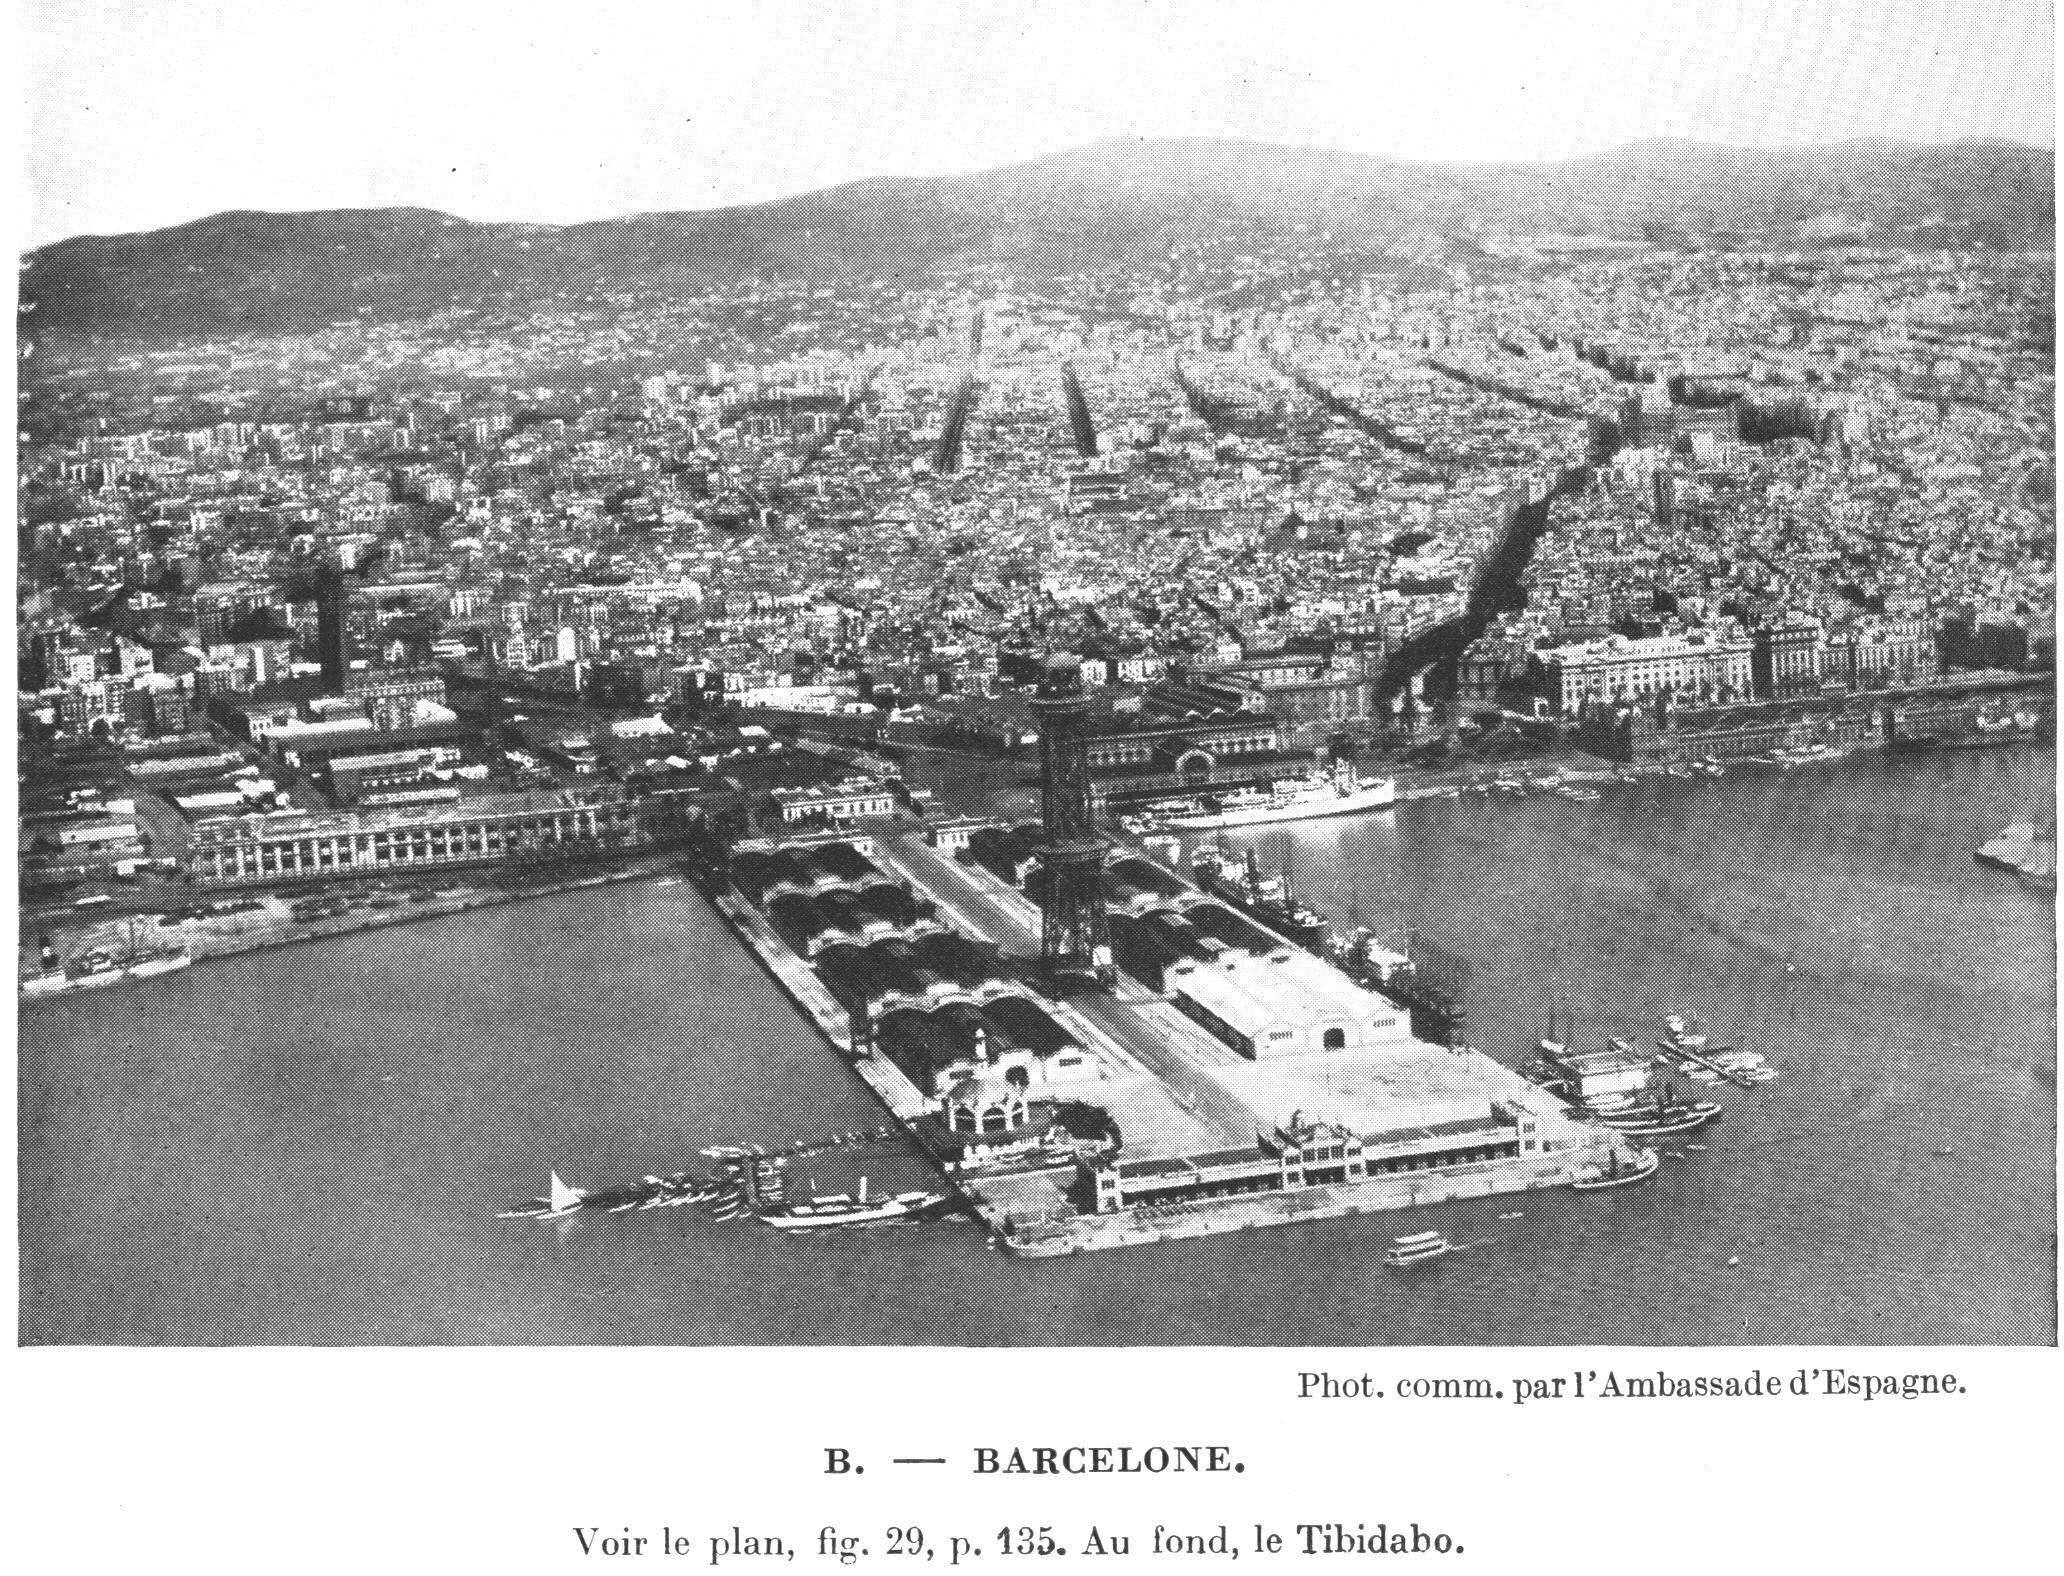 Phot. comm. par l'Ambassade d'Espagne.
B. — BARCELONE.
Voir le plan, fig. 29, p. 135. Au fond, le Tibidabo.